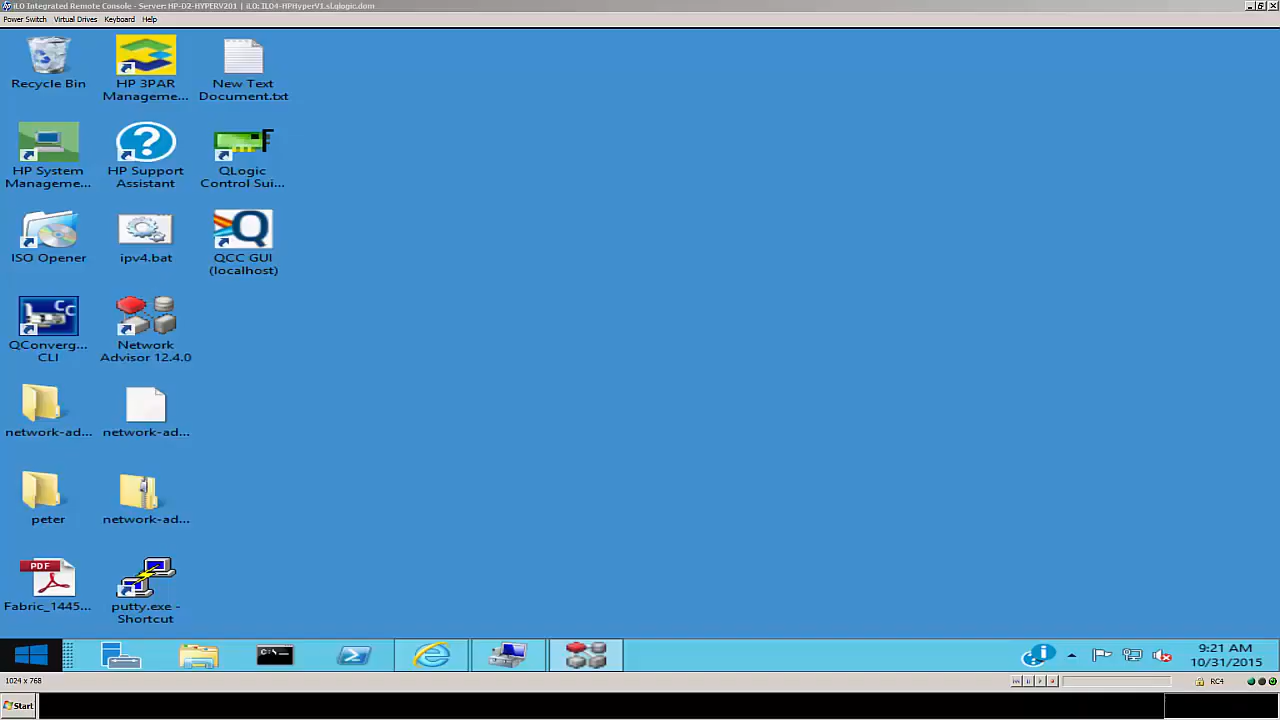 iLO Integrated Remote Console - Server: HP-D2-HYPERV201 | iLO: ILO4-HPHyperV1.sl.qlogic.dom
Power Switch Virtual Drives Keyboard Help
Recycle Bin
HP 3PAR
Manageme...
New Text
Document.txt
HP System
Manageme...
HP Support
Assistant
QLogic
Control Sui...
ISO Opener
ipv4.bat
QCC GUI
(localhost)
QConverg...
CLI
Network
Advisor 12.4.0
network-ad...
network-ad...
peter
network-ad...
PDF
Fabric_1445...
putty.exe -
Shortcut
9:21 AM
10/31/2015
1024 x 768
RC4
Start